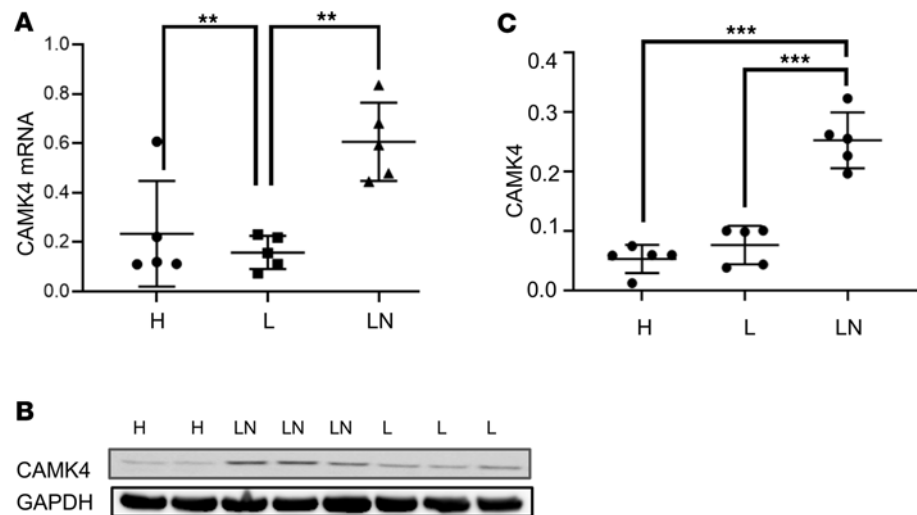 A
** **
CAMK4 mRNA
1.0
0.8
0.6
0.4
0.2
0.0
H L LN
C
***
***
CAMK4
0.4
0.3
0.2
0.1
0.0
H L LN
B
H H LN LN LN L L L
CAMK4
GAPDH